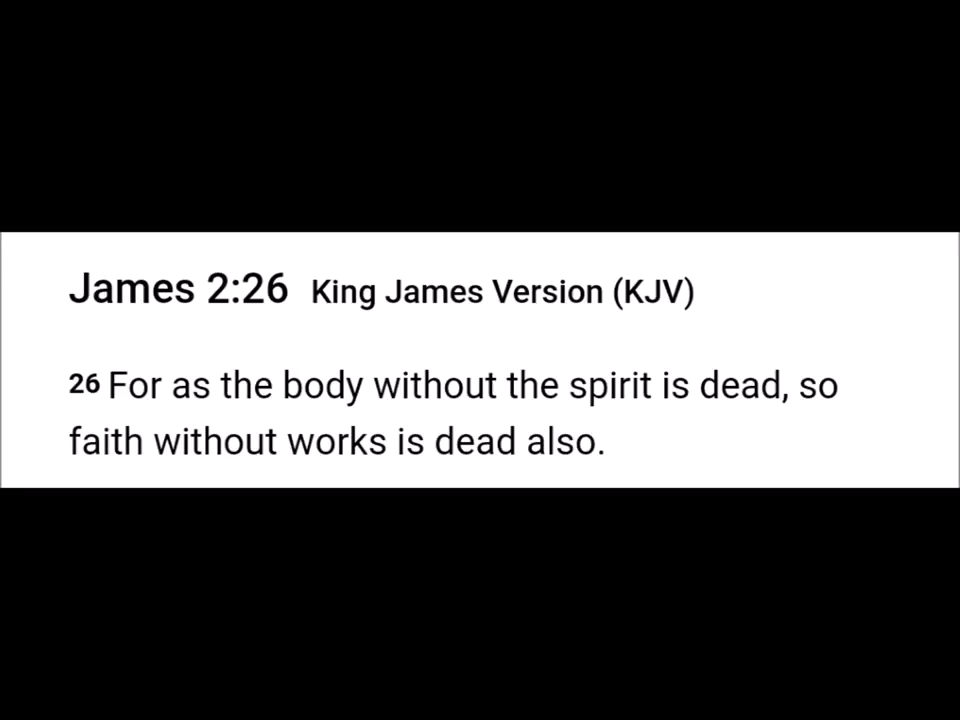 James 2:26 King James Version (KJV)
26 For as the body without the spirit is dead, so
faith without works is dead also.